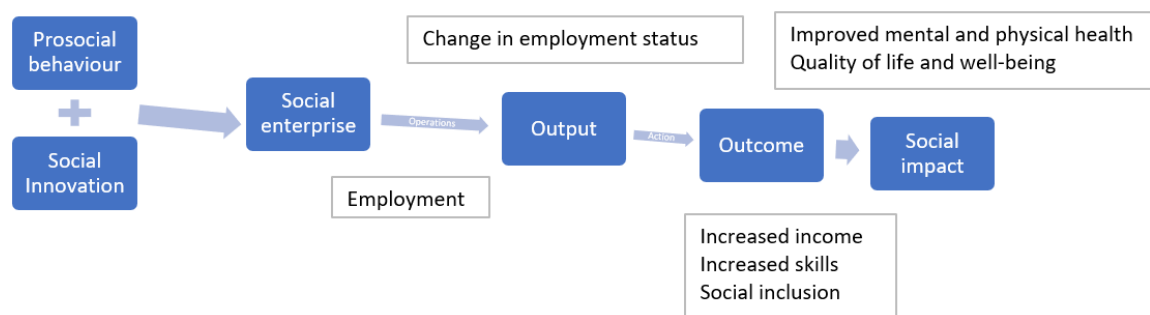 Prosocial
behaviour
Social
Innovation
Social
enterprise
Operations
Employment
Change in employment status
Output
Action
Outcome
Increased income
Increased skills
Social inclusion
Improved mental and physical health
Quality of life and well-being
Social
impact